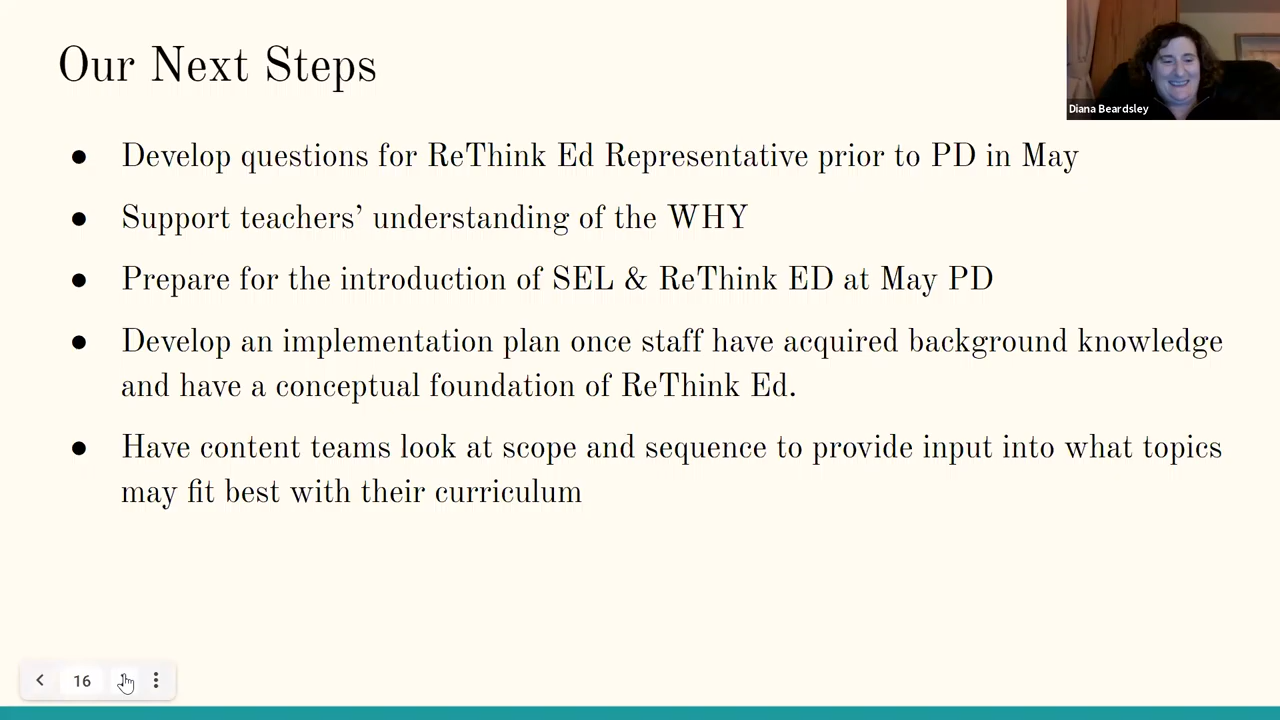 Our Next Steps
Diana Beardsley
● Develop questions for ReThink Ed Representative prior to PD in May
● Support teachers’ understanding of the WHY
● Prepare for the introduction of SEL & ReThink ED at May PD
● Develop an implementation plan once staff have acquired background knowledge
and have a conceptual foundation of ReThink Ed.
● Have content teams look at scope and sequence to provide input into what topics
may fit best with their curriculum
16